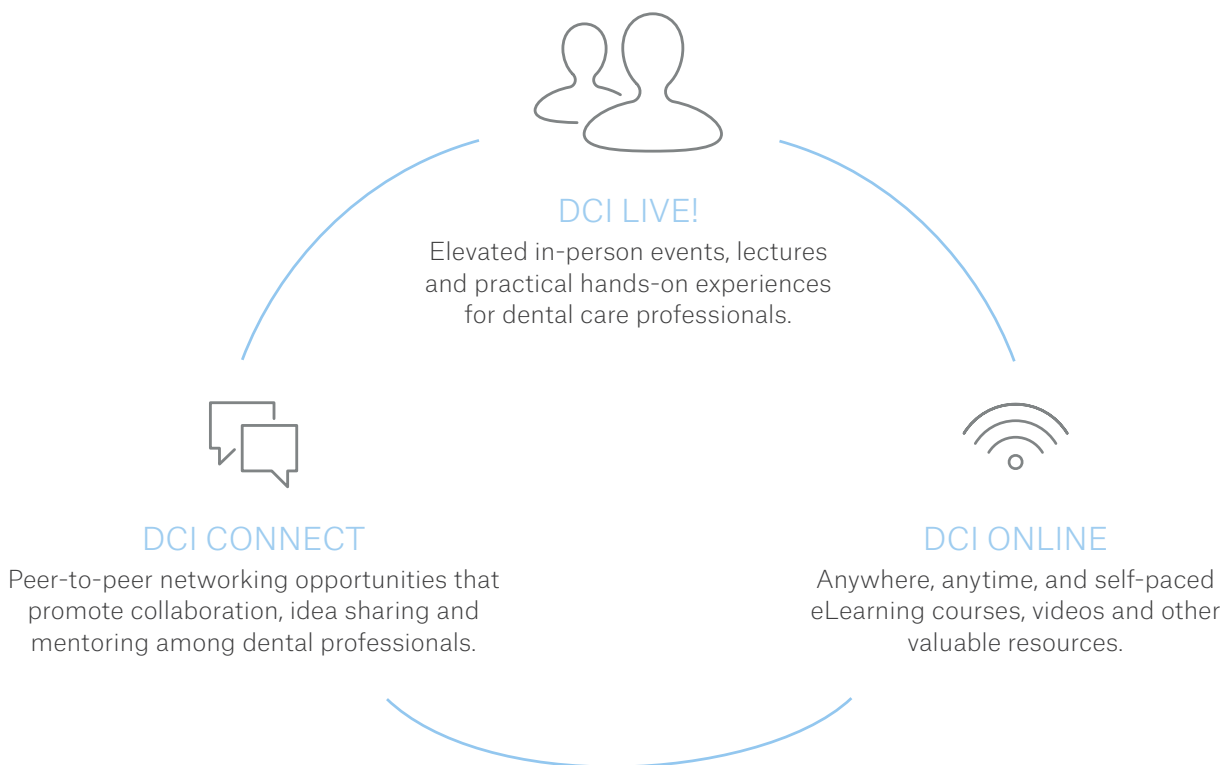 DCI LIVE!
Elevated in-person events, lectures
and practical hands-on experiences
for dental care professionals.
DCI CONNECT
Peer-to-peer networking opportunities that
promote collaboration, idea sharing and
mentoring among dental professionals.
DCI ONLINE
Anywhere, anytime, and self-paced
eLearning courses, videos and other
valuable resources.